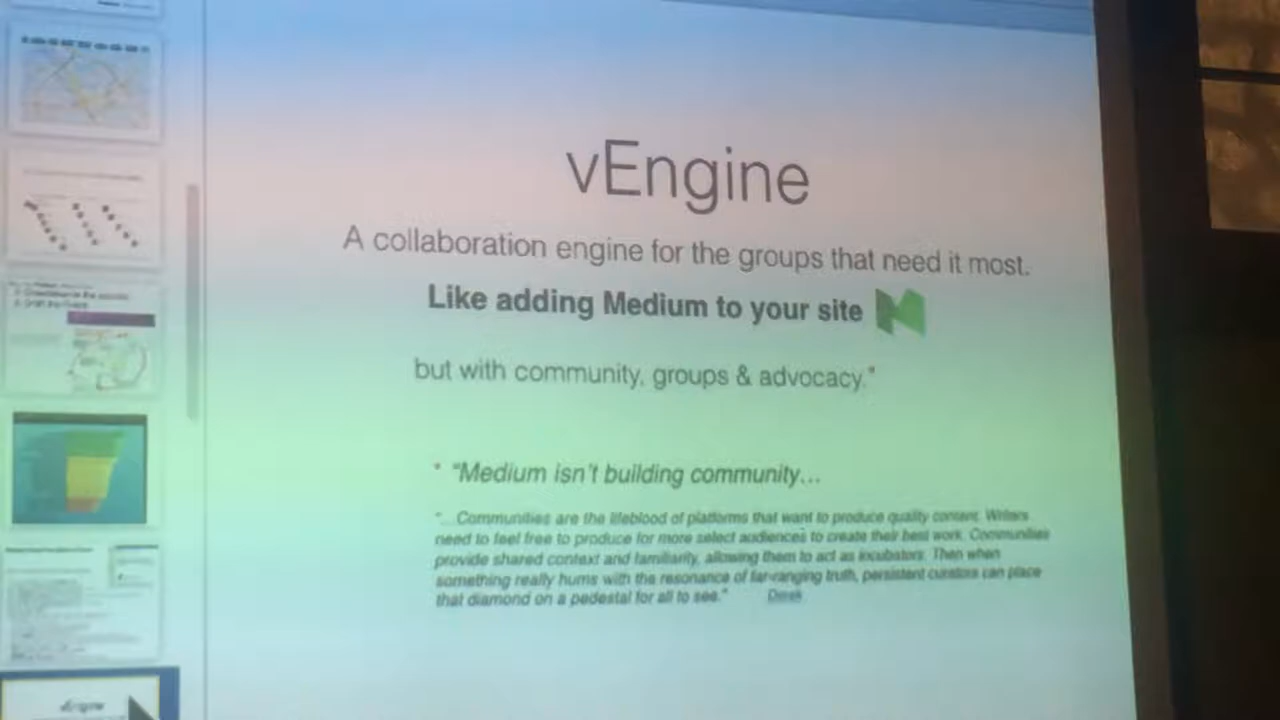 vEngine
A collaboration engine for the groups that need it most.
Like adding Medium to your site
but with community, groups & advocacy.*
* “Medium isn't building community…
“…Communities are the lifeblood of platforms that want to produce quality content. Writers
need to feel free to produce for more select audiences to create their best work. Communities
provide shared context and familiarity, allowing them to act as incubators. Then when
something really hums with the resonance of far-ranging truth, persistent curators can place
that diamond on a pedestal for all to see.” Derek
vEngine